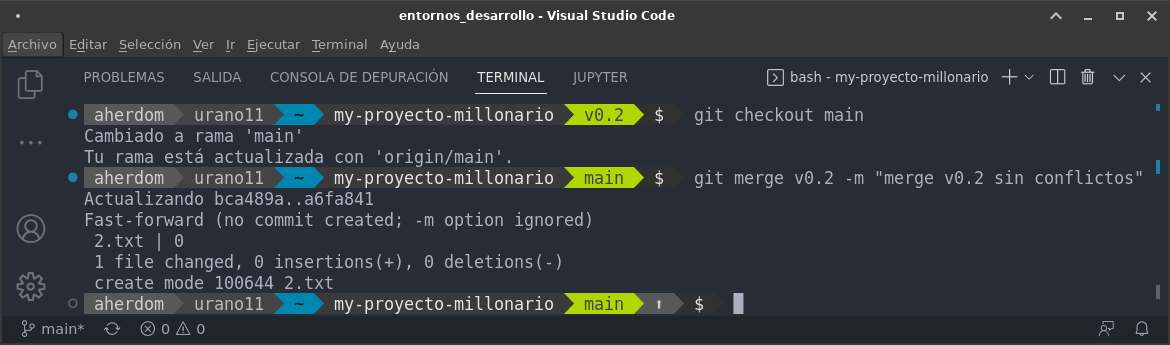 entornos_desarrollo - Visual Studio Code
Archivo Editar Selección Ver Ir Ejecutar Terminal Ayuda
PROBLEMAS SALIDA CONSOLA DE DEPURACIÓN TERMINAL JUPYTER bash - my-proyecto-millonario
aherdom urano11 ~ my-proyecto-millonario v0.2 $ git checkout main
Cambiado a rama 'main'
Tu rama está actualizada con 'origin/main'.
aherdom urano11 ~ my-proyecto-millonario main $ git merge v0.2 -m "merge v0.2 sin conflictos"
Actualizando bca489a..a6fa841
Fast-forward (no commit created; -m option ignored)
2.txt | 0
1 file changed, 0 insertions(+), 0 deletions(-)
create mode 100644 2.txt
aherdom urano11 ~ my-proyecto-millonario main ⬆ $
main* 0 0